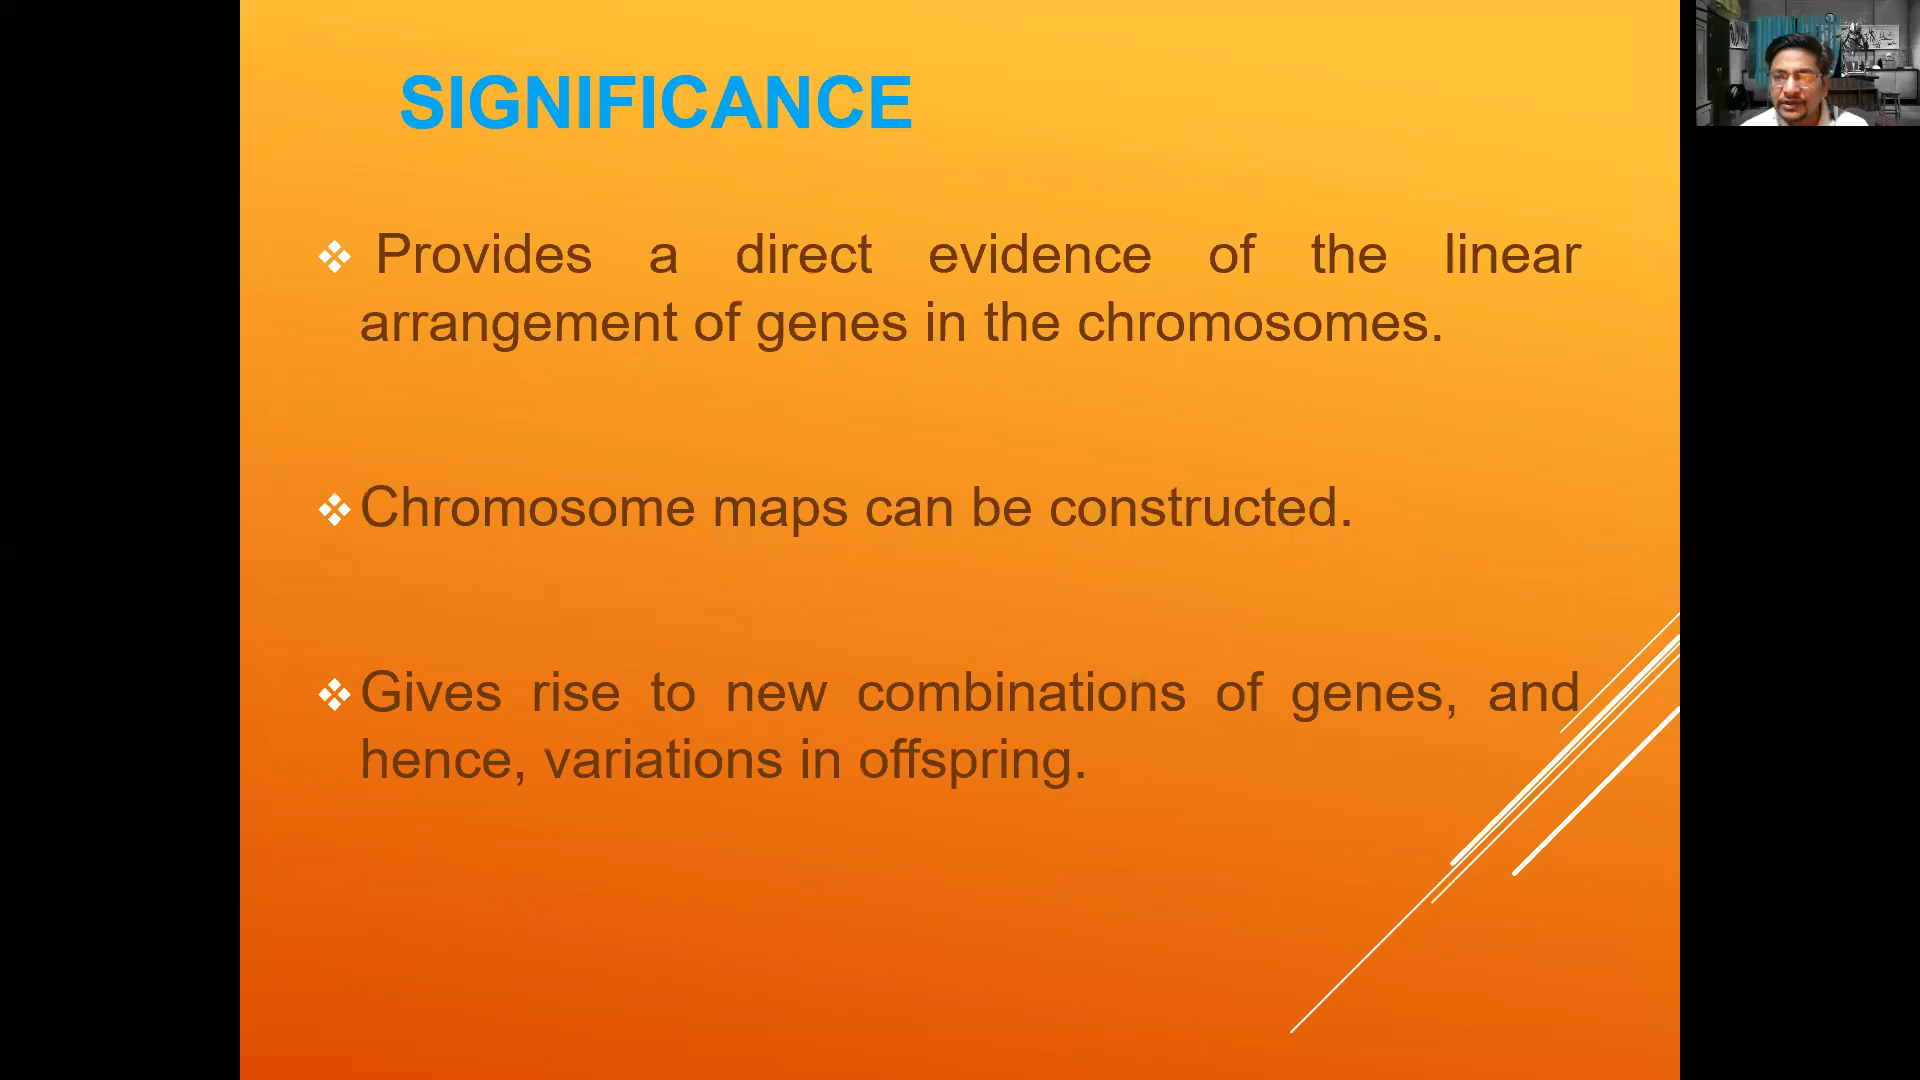 SIGNIFICANCE
Provides a direct evidence of the linear
arrangement of genes in the chromosomes.
Chromosome maps can be constructed.
Gives rise to new combinations of genes, and
hence, variations in offspring.